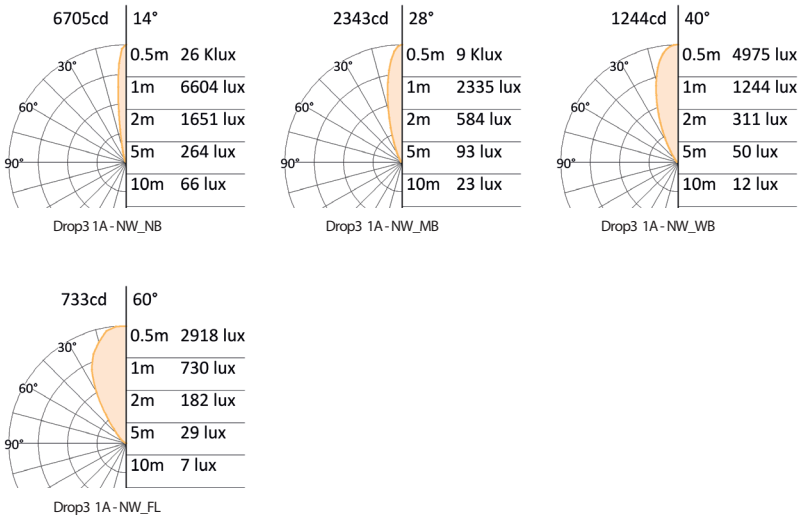 6705cd 14°
0.5m 26 Klux
30°
1m 6604 lux
60°
2m 1651 lux
5m 264 lux
90°
10m 66 lux
Drop3 1A-NW_NB
2343cd 28°
0.5m 9 Klux
30°
1m 2335 lux
60°
2m 584 lux
5m 93 lux
90°
10m 23 lux
Drop3 1A-NW_MB
1244cd 40°
0.5m 4975 lux
30°
1m 1244 lux
60°
2m 311 lux
5m 50 lux
90°
10m 12 lux
Drop3 1A-NW_WB
733cd 60°
0.5m 2918 lux
30°
1m 730 lux
60°
2m 182 lux
5m 29 lux
90°
10m 7 lux
Drop3 1A-NW_FL